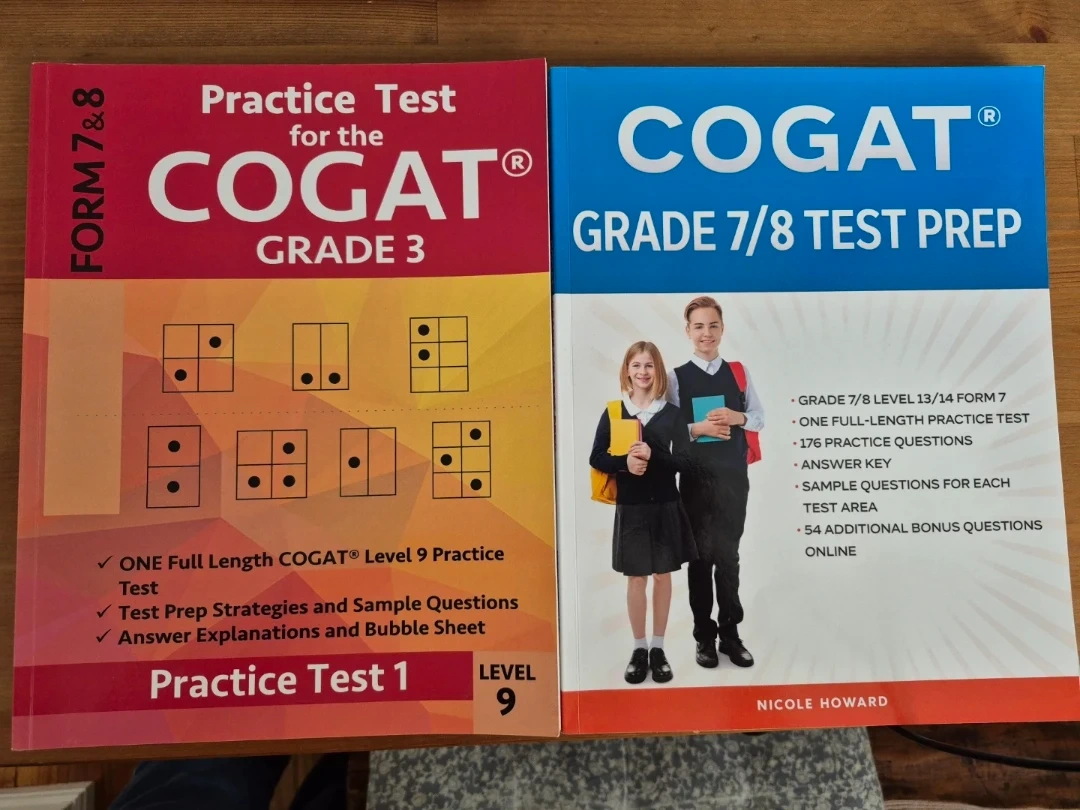 FORM 7 & 8
Practice Test
for the
COGAT®
GRADE 3
✓ ONE Full Length COGAT® Level 9 Practice
Test
✓ Test Prep Strategies and Sample Questions
✓ Answer Explanations and Bubble Sheet
Practice Test 1
LEVEL
9
COGAT®
GRADE 7/8 TEST PREP
• GRADE 7/8 LEVEL 13/14 FORM 7
• ONE FULL-LENGTH PRACTICE TEST
• 176 PRACTICE QUESTIONS
• ANSWER KEY
• SAMPLE QUESTIONS FOR EACH
TEST AREA
• 54 ADDITIONAL BONUS QUESTIONS
ONLINE
NICOLE HOWARD